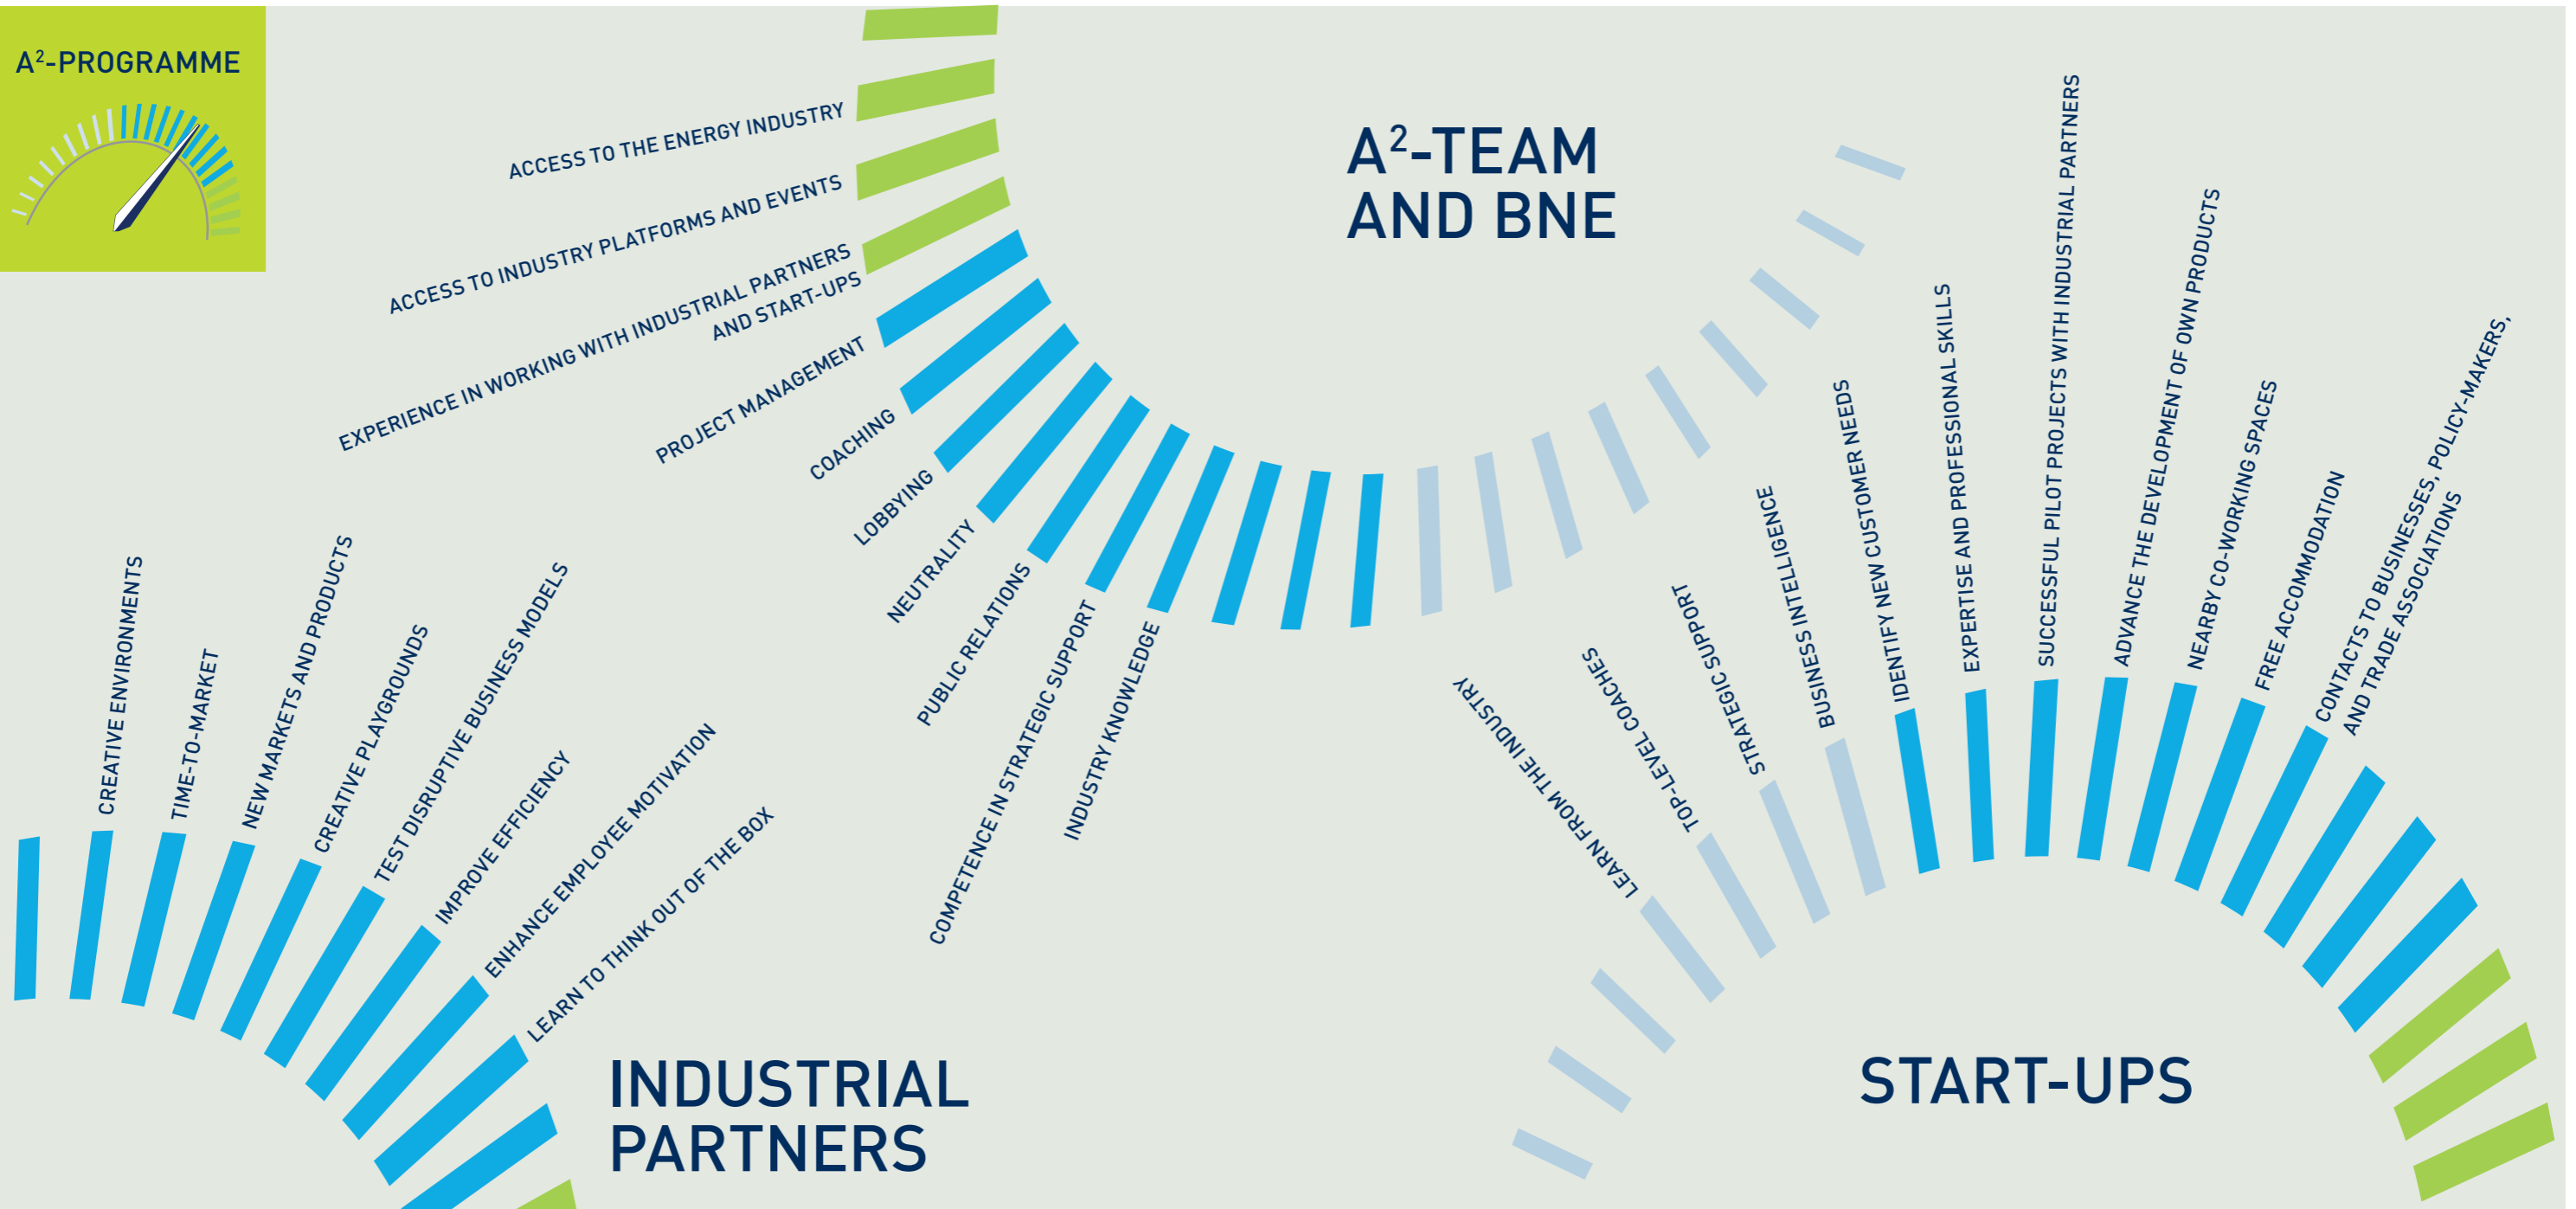 A²-PROGRAMME
A²-TEAM
AND BNE
ACCESS TO THE ENERGY INDUSTRY
ACCESS TO INDUSTRY PLATFORMS AND EVENTS
EXPERIENCE IN WORKING WITH INDUSTRIAL PARTNERS
AND START-UPS
PROJECT MANAGEMENT
COACHING
LOBBYING
NEUTRALITY
PUBLIC RELATIONS
COMPETENCE IN STRATEGIC SUPPORT
INDUSTRY KNOWLEDGE
CREATIVE ENVIRONMENTS
TIME-TO-MARKET
NEW MARKETS AND PRODUCTS
CREATIVE PLAYGROUNDS
TEST DISRUPTIVE BUSINESS MODELS
IMPROVE EFFICIENCY
ENHANCE EMPLOYEE MOTIVATION
LEARN TO THINK OUT OF THE BOX
INDUSTRIAL
PARTNERS
LEARN FROM THE INDUSTRY
TOP-LEVEL COACHES
STRATEGIC SUPPORT
BUSINESS INTELLIGENCE
IDENTIFY NEW CUSTOMER NEEDS
EXPERTISE AND PROFESSIONAL SKILLS
SUCCESSFUL PILOT PROJECTS WITH INDUSTRIAL PARTNERS
ADVANCE THE DEVELOPMENT OF OWN PRODUCTS
NEARBY CO-WORKING SPACES
FREE ACCOMMODATION
CONTACTS TO BUSINESSES, POLICY-MAKERS,
AND TRADE ASSOCIATIONS
START-UPS